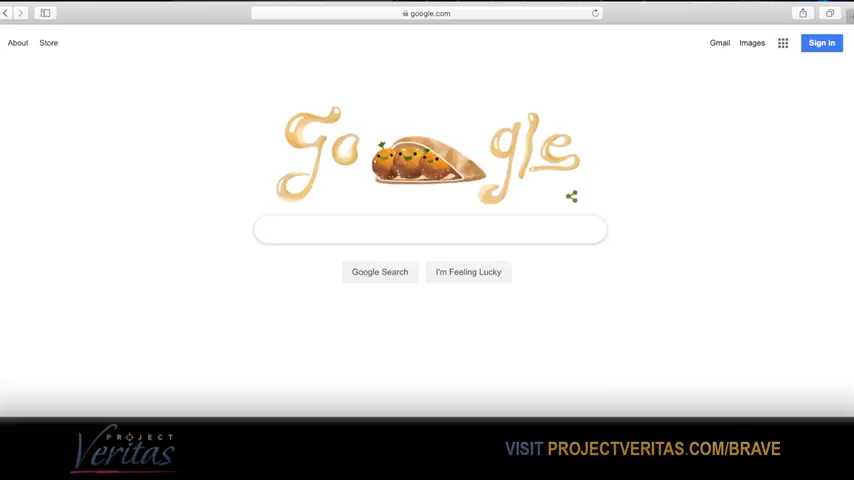 google.com
About Store Gmail Images Sign in
Google
Google Search I'm Feeling Lucky
PROJECT
Veritas
VISIT PROJECTVERITAS.COM/BRAVE